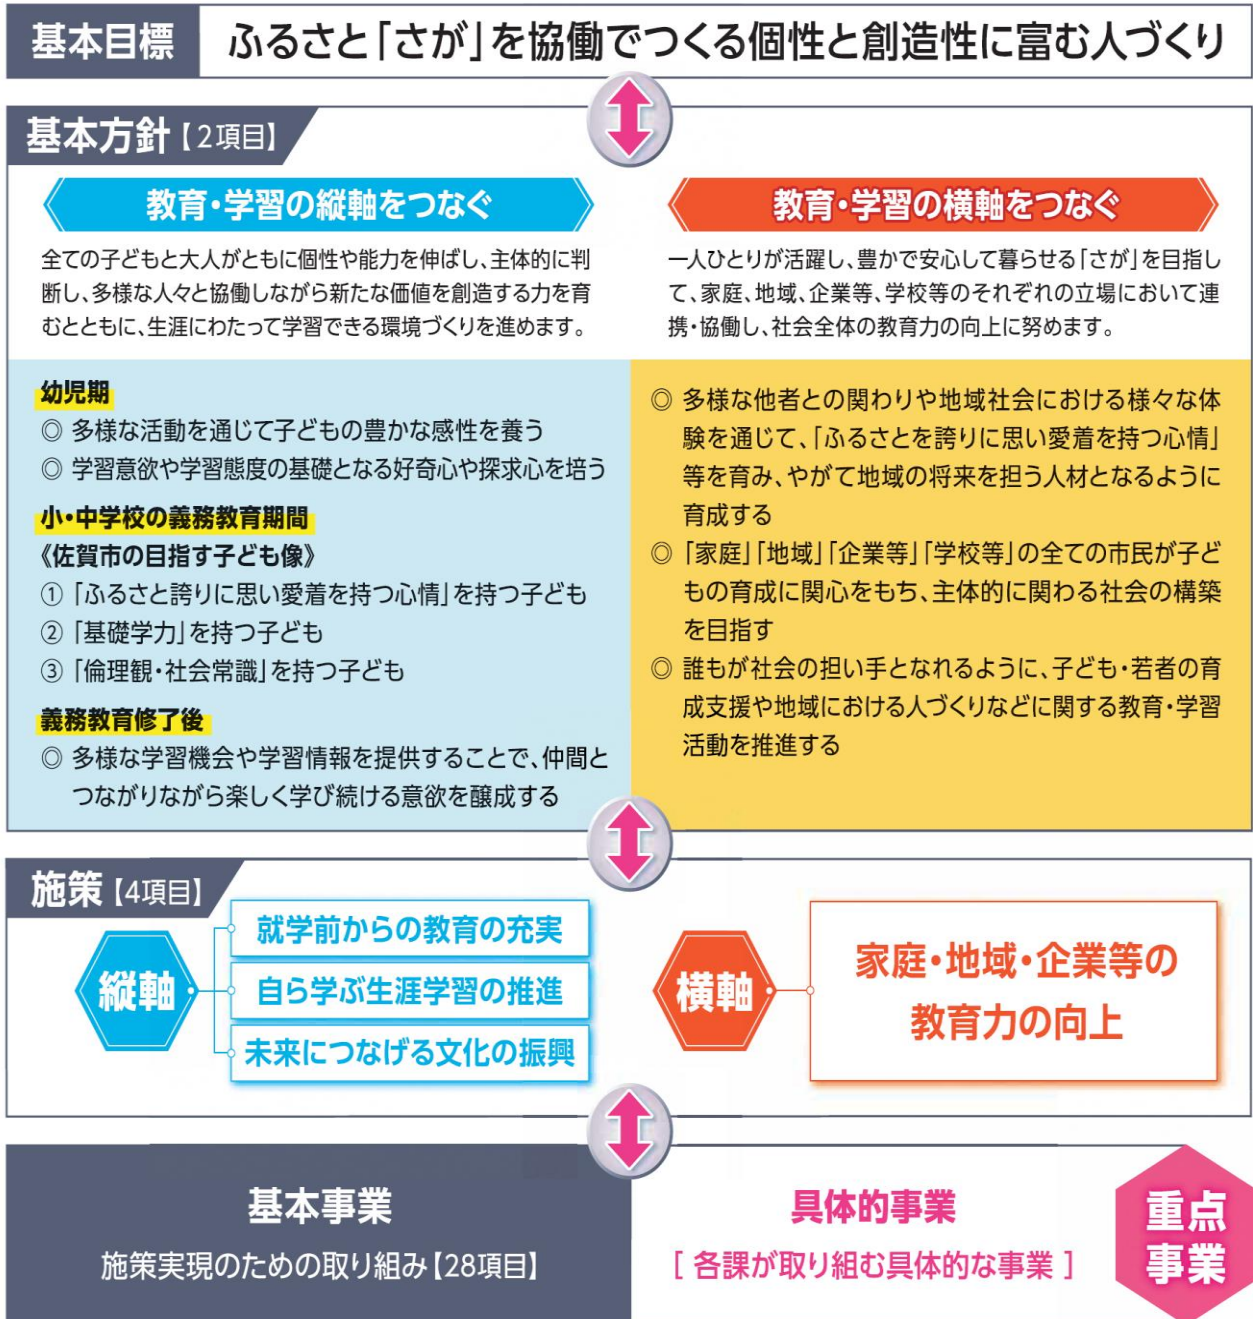 基本目標
ふるさと「さが」を協働でつくる個性と創造性に富む人づくり
基本方針【2項目】
教育・学習の縦軸をつなぐ
全ての子どもと大人がともに個性や能力を伸ばし、主体的に判
断し、多様な人々と協働しながら新たな価値を創造する力を育
むとともに、生涯にわたって学習できる環境づくりを進めます。
幼児期
◎ 多様な活動を通じて子どもの豊かな感性を養う
◎ 学習意欲や学習態度の基礎となる好奇心や探求心を培う
小・中学校の義務教育期間
《佐賀市の目指す子ども像》
①「ふるさと誇りに思い愛着を持つ心情」を持つ子ども
②「基礎学力」を持つ子ども
③「倫理観・社会常識」を持つ子ども
義務教育修了後
◎ 多様な学習機会や学習情報を提供することで、仲間と
つながりながら楽しく学び続ける意欲を醸成する
教育・学習の横軸をつなぐ
一人ひとりが活躍し、豊かで安心して暮らせる「さが」を目指し
て、家庭、地域、企業等、学校等のそれぞれの立場において連
携・協働し、社会全体の教育力の向上に努めます。
◎ 多様な他者との関わりや地域社会における様々な体
験を通じて、「ふるさとを誇りに思い愛着を持つ心情」
等を育み、やがて地域の将来を担う人材となるように
育成する
◎ 「家庭」「地域」「企業等」「学校等」の全ての市民が子ど
もの育成に関心をもち、主体的に関わる社会の構築
を目指す
◎ 誰もが社会の担い手となれるように、子ども・若者の育
成支援や地域における人づくりなどに関する教育・学習
活動を推進する
施策【4項目】
縦軸
就学前からの教育の充実
自ら学ぶ生涯学習の推進
未来につなげる文化の振興
横軸
家庭・地域・企業等の
教育力の向上
基本事業
施策実現のための取り組み【28項目】
具体的事業
[ 各課が取り組む具体的な事業 ]
重点
事業